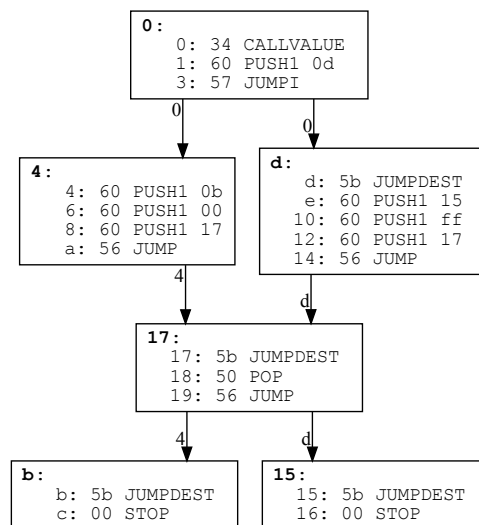 0:
0: 34 CALLVALUE
1: 60 PUSH1 0d
3: 57 JUMPI
0
0
4:
4: 60 PUSH1 0b
6: 60 PUSH1 00
8: 60 PUSH1 17
a: 56 JUMP
d:
d: 5b JUMPDEST
e: 60 PUSH1 15
10: 60 PUSH1 ff
12: 60 PUSH1 17
14: 56 JUMP
4
d
17:
17: 5b JUMPDEST
18: 50 POP
19: 56 JUMP
4
d
b:
b: 5b JUMPDEST
c: 00 STOP
15:
15: 5b JUMPDEST
16: 00 STOP